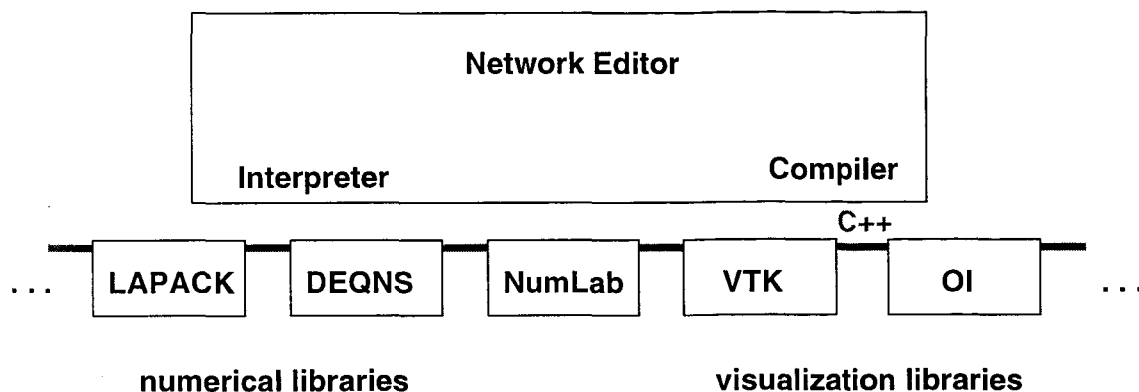 Network Editor
Interpreter Compiler
C++
... LAPACK DEQNS NumLab VTK OI ...
numerical libraries visualization libraries